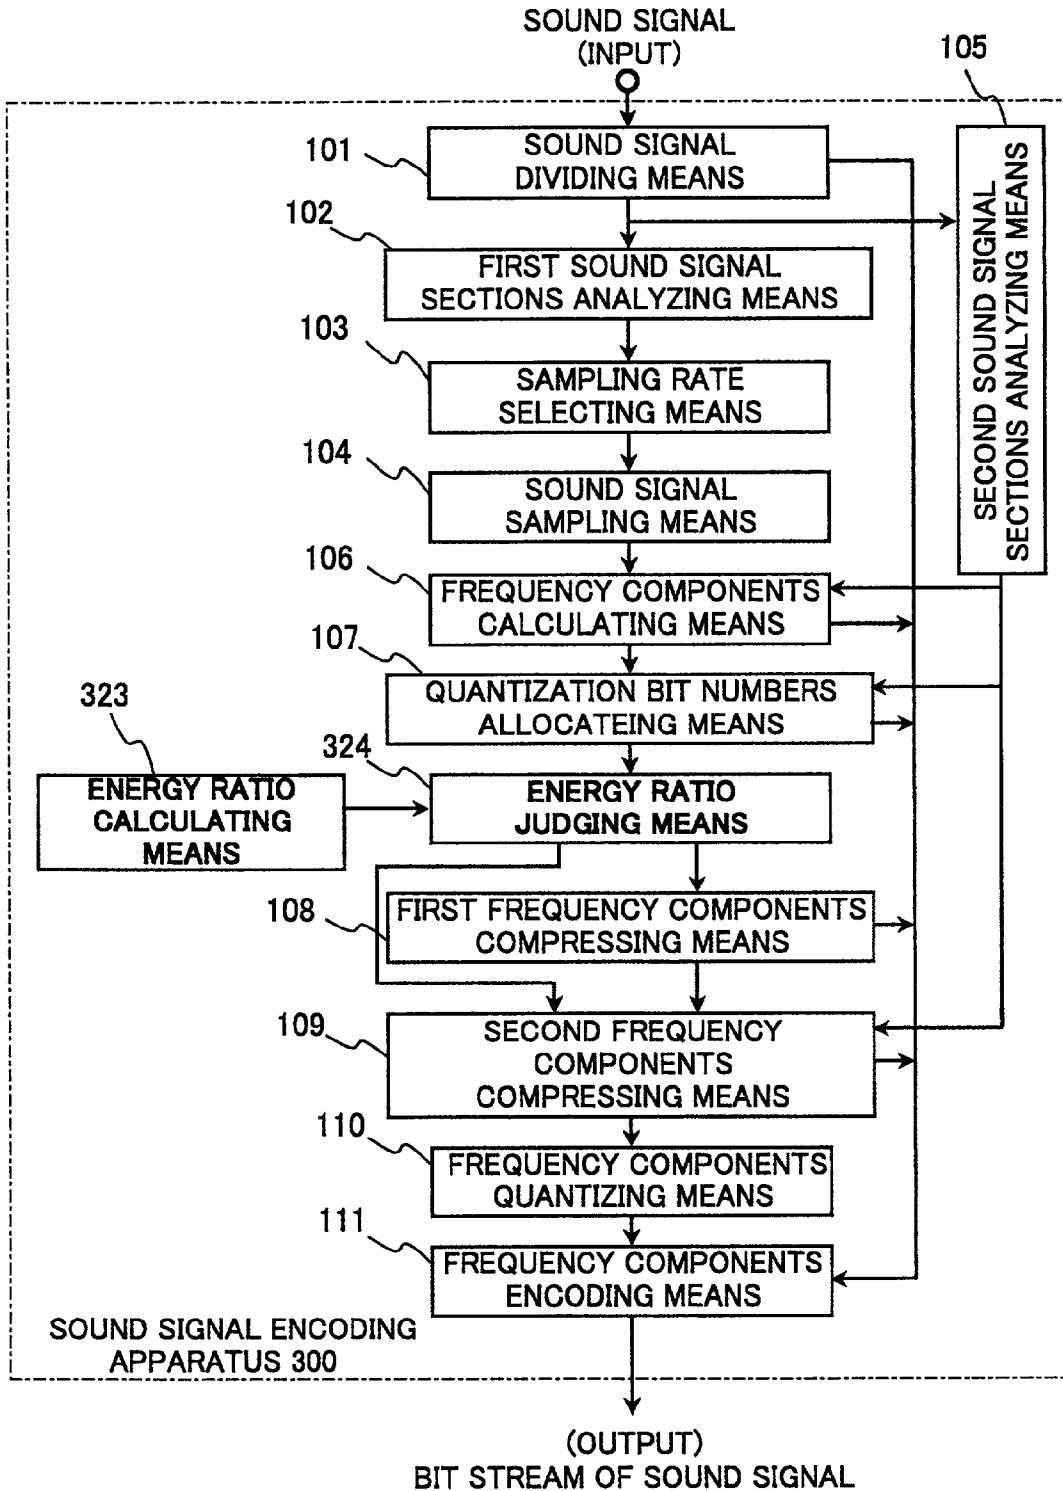 SOUND SIGNAL
(INPUT)
105
101
SOUND SIGNAL
DIVIDING MEANS
SECOND SOUND SIGNAL
SECTIONS ANALYZING MEANS
102
FIRST SOUND SIGNAL
SECTIONS ANALYZING MEANS
103
SAMPLING RATE
SELECTING MEANS
104
SOUND SIGNAL
SAMPLING MEANS
106
FREQUENCY COMPONENTS
CALCULATING MEANS
107
QUANTIZATION BIT NUMBERS
ALLOCATEING MEANS
323
ENERGY RATIO
CALCULATING
MEANS
324
ENERGY RATIO
JUDGING MEANS
108
FIRST FREQUENCY COMPONENTS
COMPRESSING MEANS
109
SECOND FREQUENCY
COMPONENTS
COMPRESSING MEANS
110
FREQUENCY COMPONENTS
QUANTIZING MEANS
111
FREQUENCY COMPONENTS
ENCODING MEANS
SOUND SIGNAL ENCODING
APPARATUS 300
(OUTPUT)
BIT STREAM OF SOUND SIGNAL